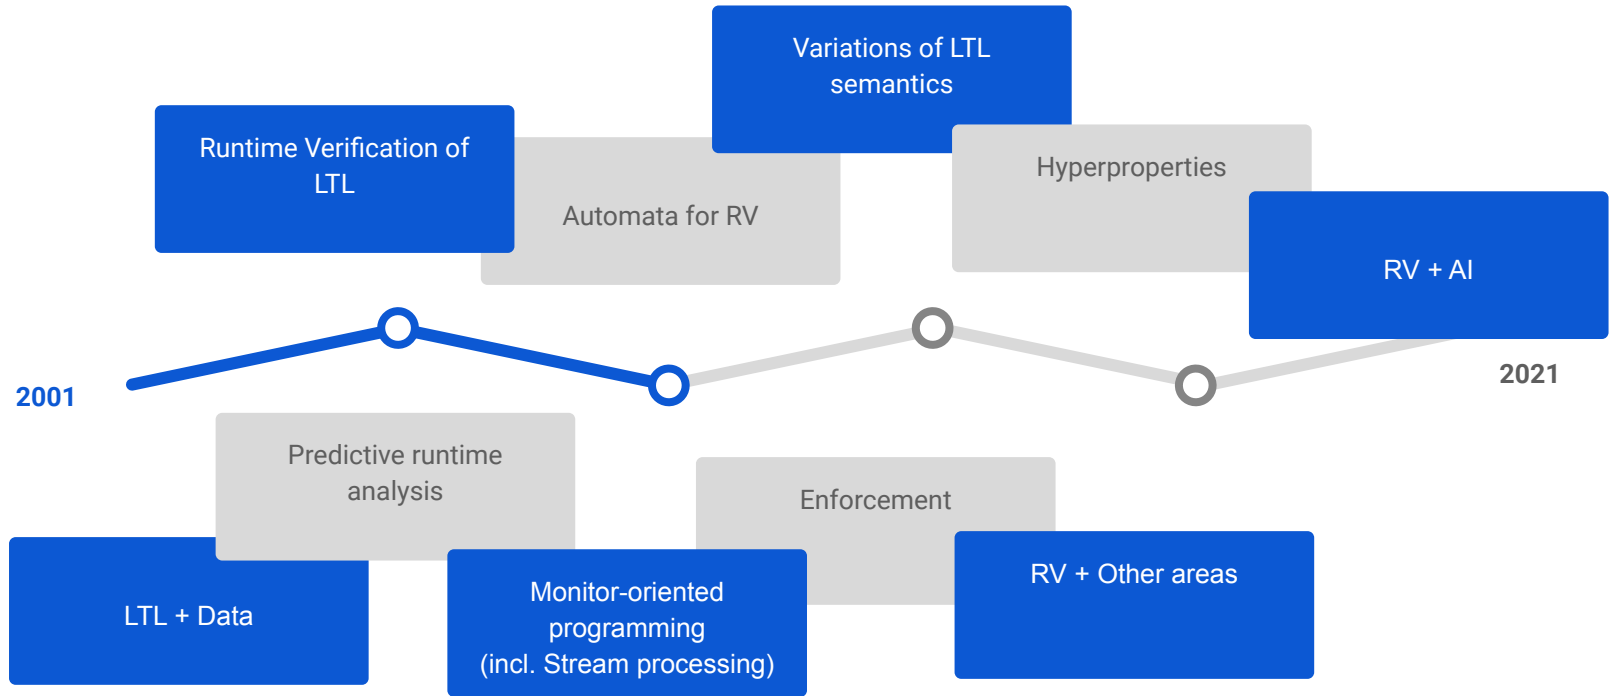 Variations of LTL
semantics
Runtime Verification of
LTL
Hyperproperties
Automata for RV
RV + AI
2001
2021
Predictive runtime
analysis
Enforcement
RV + Other areas
LTL + Data
Monitor-oriented
programming
(incl. Stream processing)